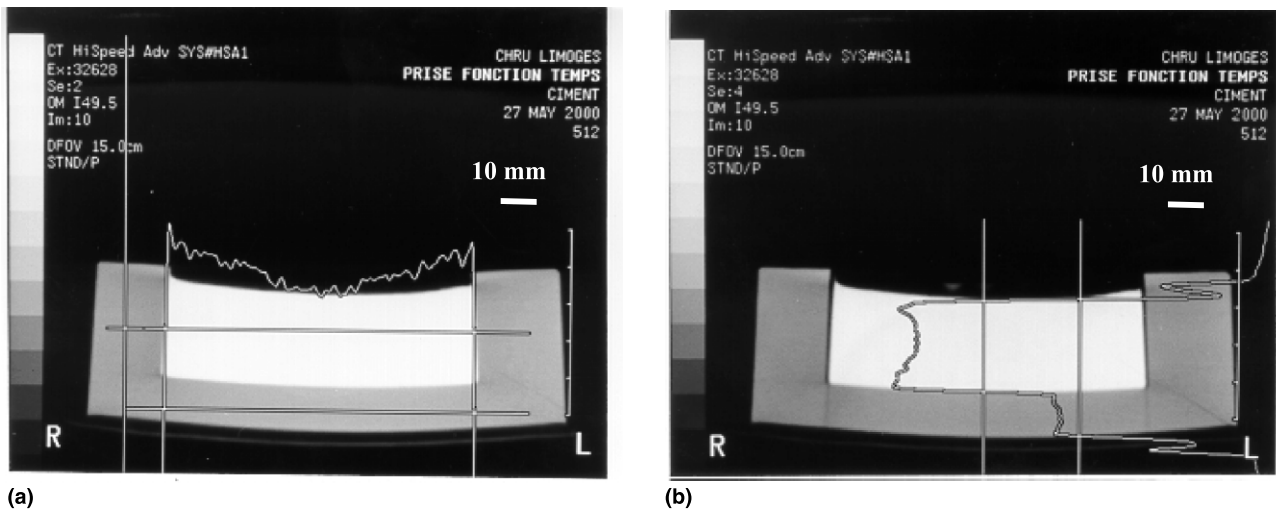 CT HiSpeed Adv SYS#HSA1
Ex:32628
Se:2
OM I49.5
Im:10
DFOV 15.0cm
STND/P
CHRU LIMOGES
PRISE FONCTION TEMPS
CIMENT
27 MAY 2000
512
10 mm
R
L
(a)
CT HiSpeed Adv SYS#HSA1
Ex:32628
Se:4
OM I49.5
Im:10
DFOV 15.0cm
STND/P
CHRU LIMOGES
PRISE FONCTION TEMPS
CIMENT
27 MAY 2000
512
10 mm
R
L
(b)